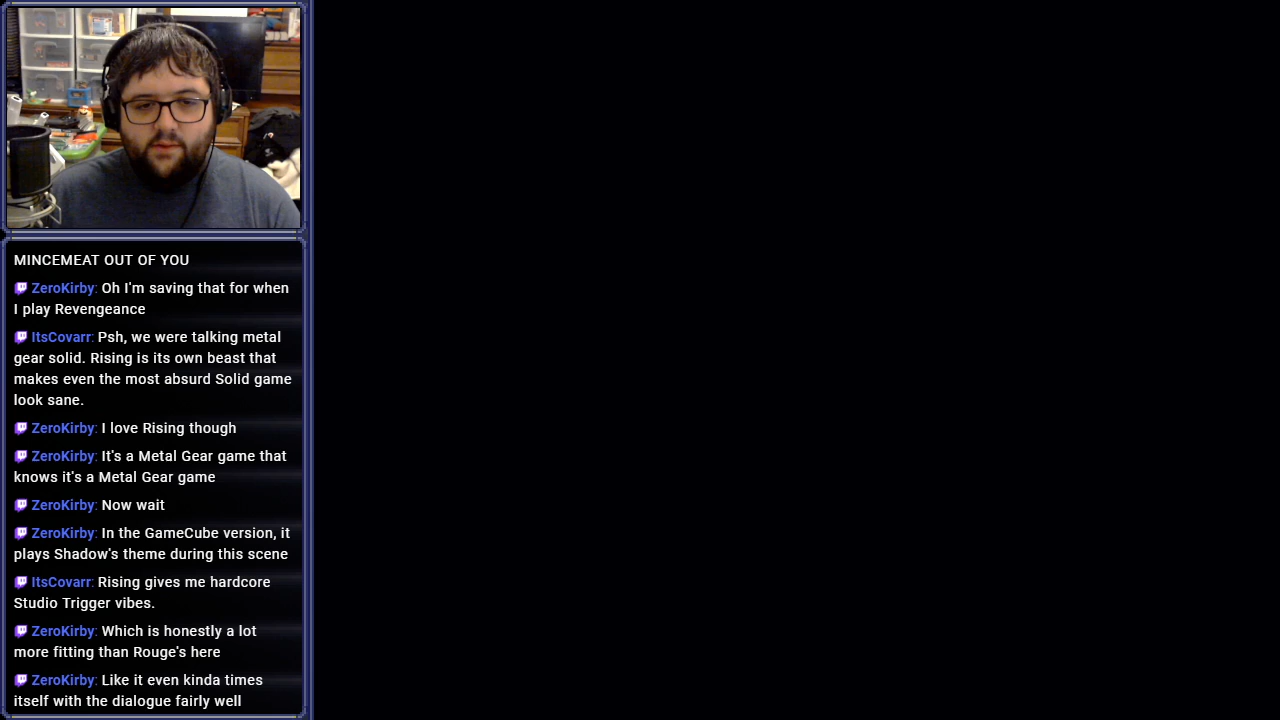 MINCEMEAT OUT OF YOU
ZeroKirby: Oh I'm saving that for when
I play Revengeance
ItsCovarr: Psh, we were talking metal
gear solid. Rising is its own beast that
makes even the most absurd Solid game
look sane.
ZeroKirby: I love Rising though
ZeroKirby: It's a Metal Gear game that
knows it's a Metal Gear game
ZeroKirby: Now wait
ZeroKirby: In the GameCube version, it
plays Shadow's theme during this scene
ItsCovarr: Rising gives me hardcore
Studio Trigger vibes.
ZeroKirby: Which is honestly a lot
more fitting than Rouge's here
ZeroKirby: Like it even kinda times
itself with the dialogue fairly well